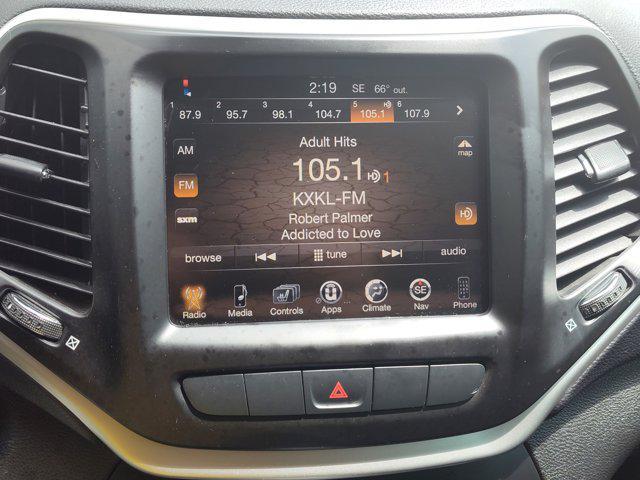 2:19 SE 66° out.
1 2 3 4 5 6
87.9 95.7 98.1 104.7 105.1 107.9
Adult Hits
AM
map
105.1 HD 1
FM
KXKL-FM
HD
sxm
Robert Palmer
Addicted to Love
browse tune audio
SE
Radio Media Controls Apps Climate Nav Phone